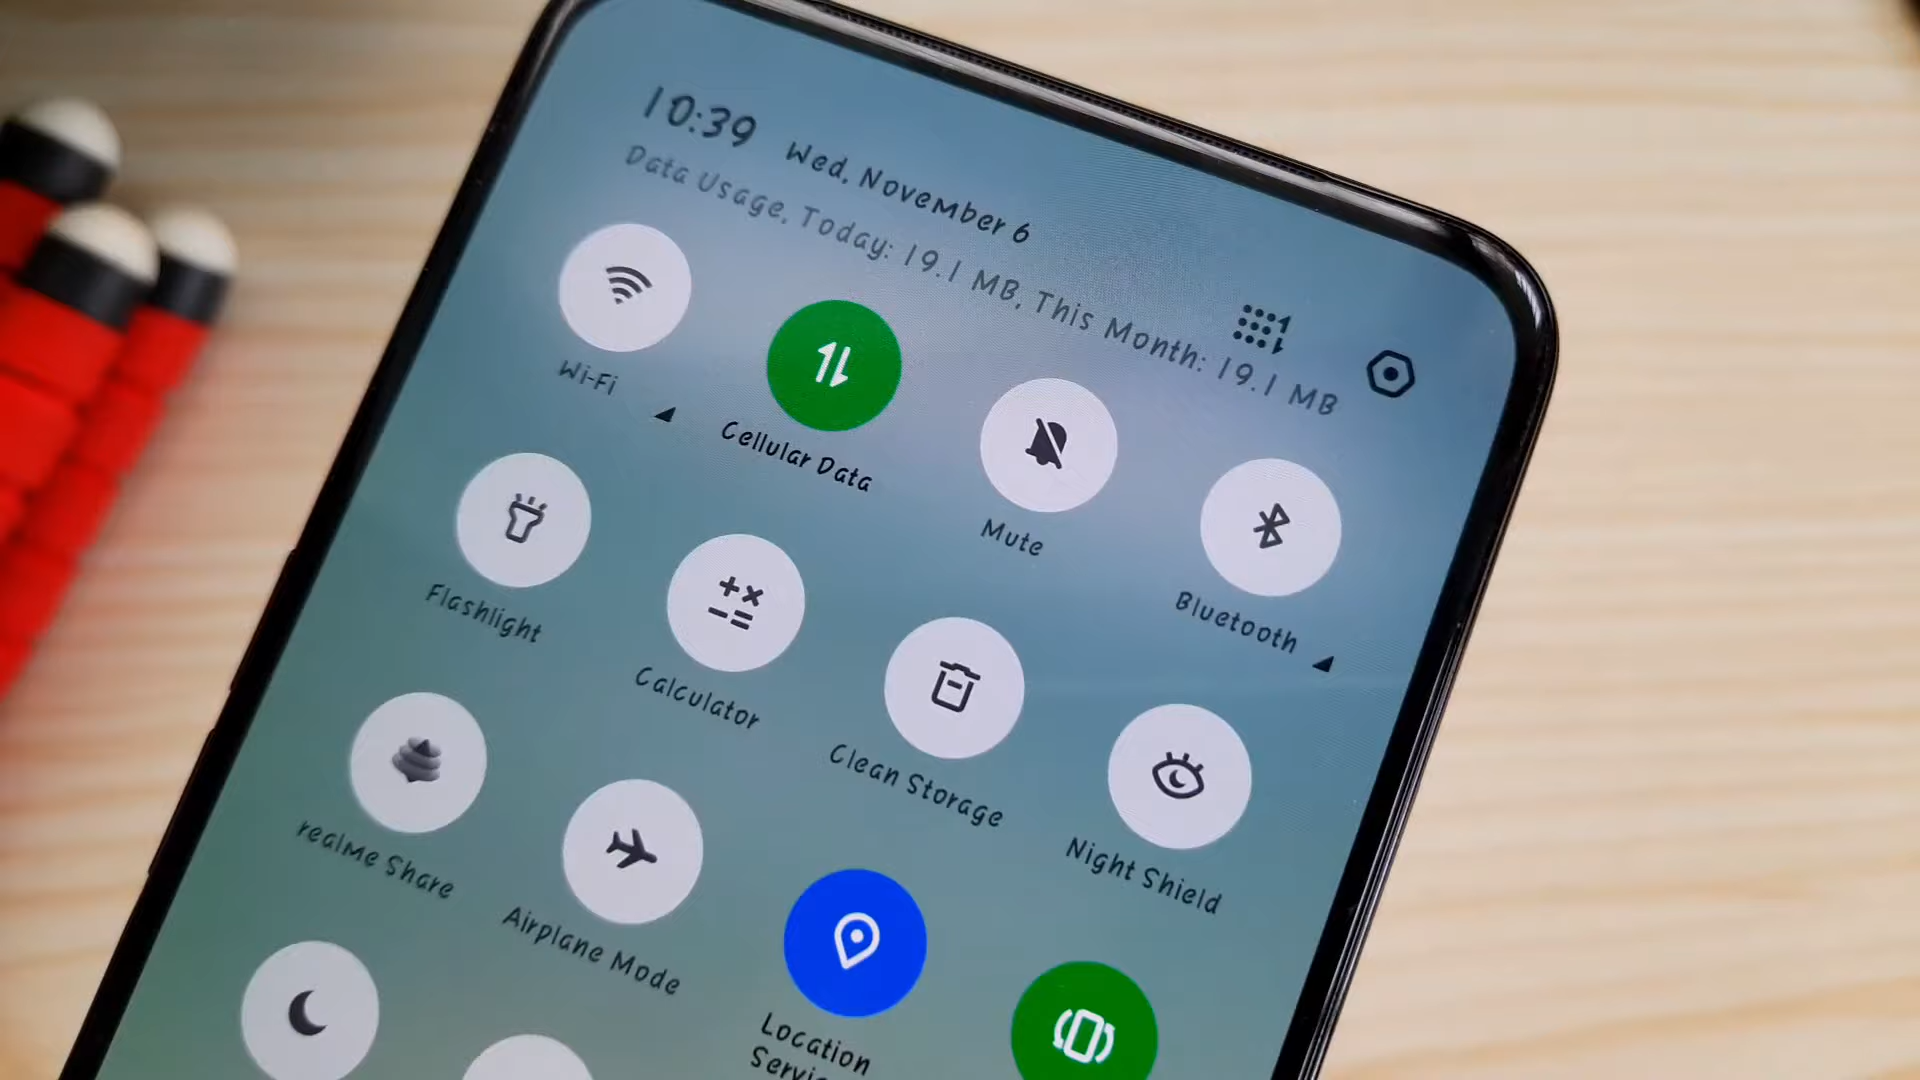 10:39 Wed, November 6
Data Usage, Today: 19.1 MB, This Month: 19.1 MB
Wi-Fi
Cellular Data
Mute
Bluetooth
Flashlight
Calculator
Clean Storage
Night Shield
realme Share
Airplane Mode
Location